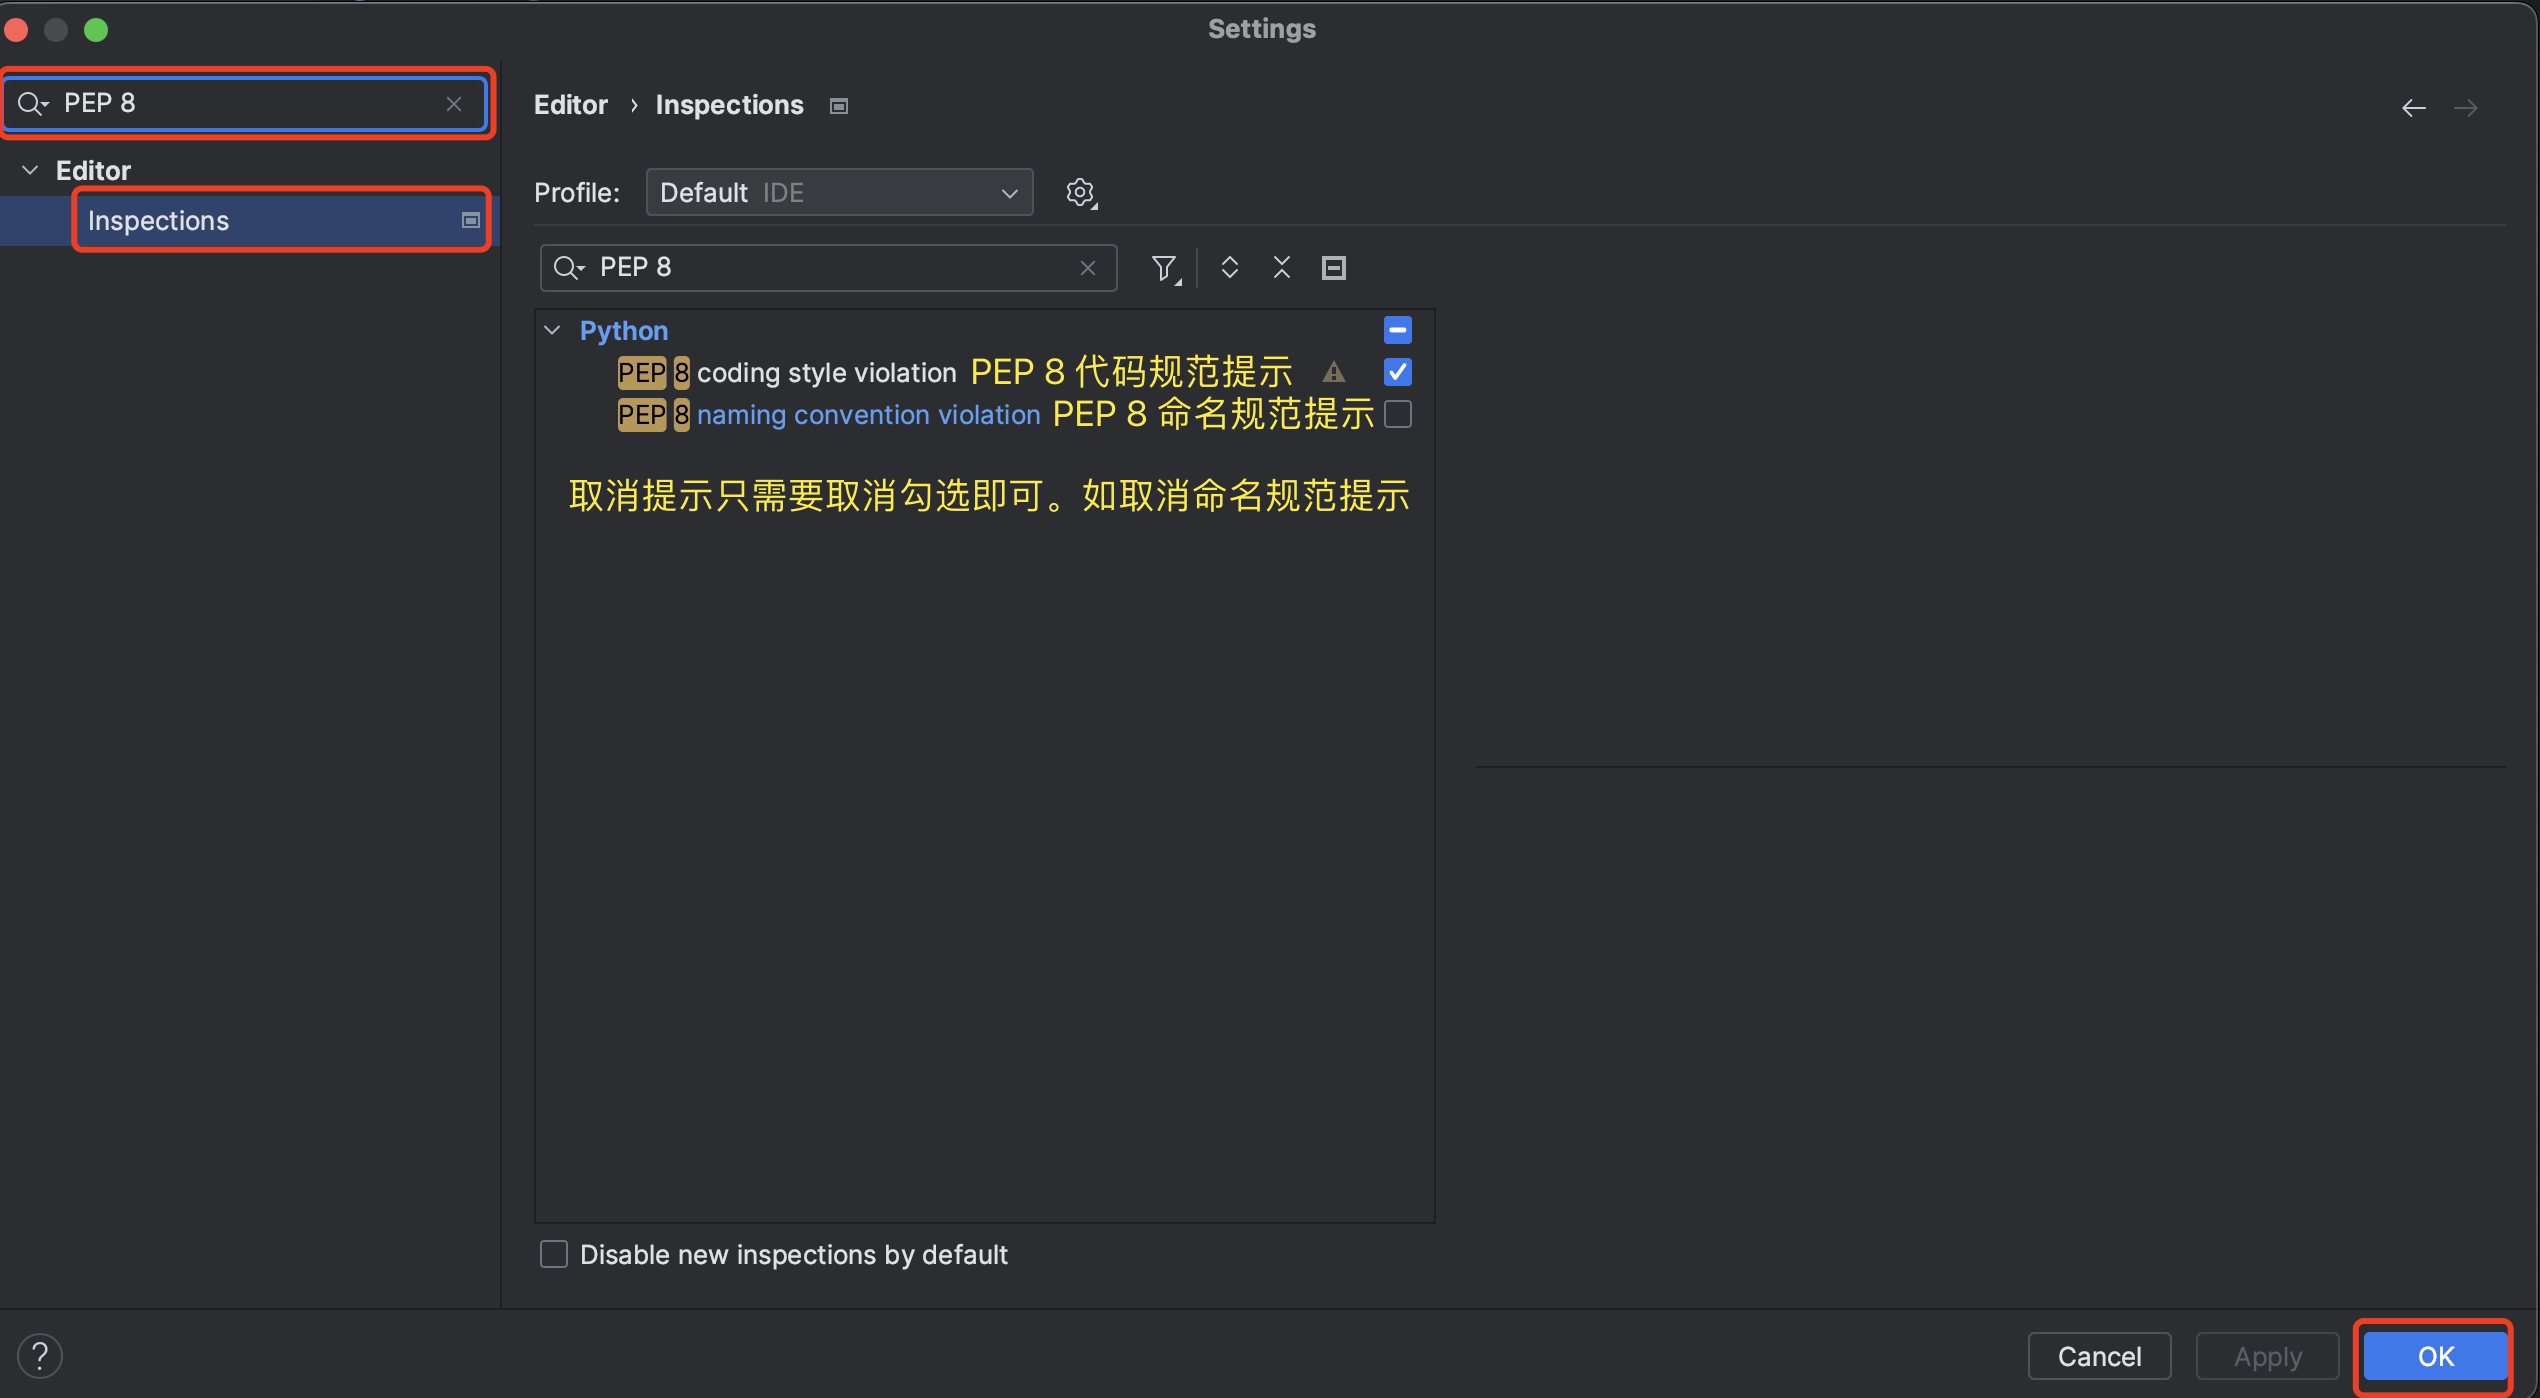 Settings
PEP 8
Editor
Inspections
Editor › Inspections
Profile: Default IDE
PEP 8
Python
PEP 8 coding style violation PEP 8 代码规范提示
PEP 8 naming convention violation PEP 8 命名规范提示
取消提示只需要取消勾选即可。如取消命名规范提示
Disable new inspections by default
?
Cancel Apply OK